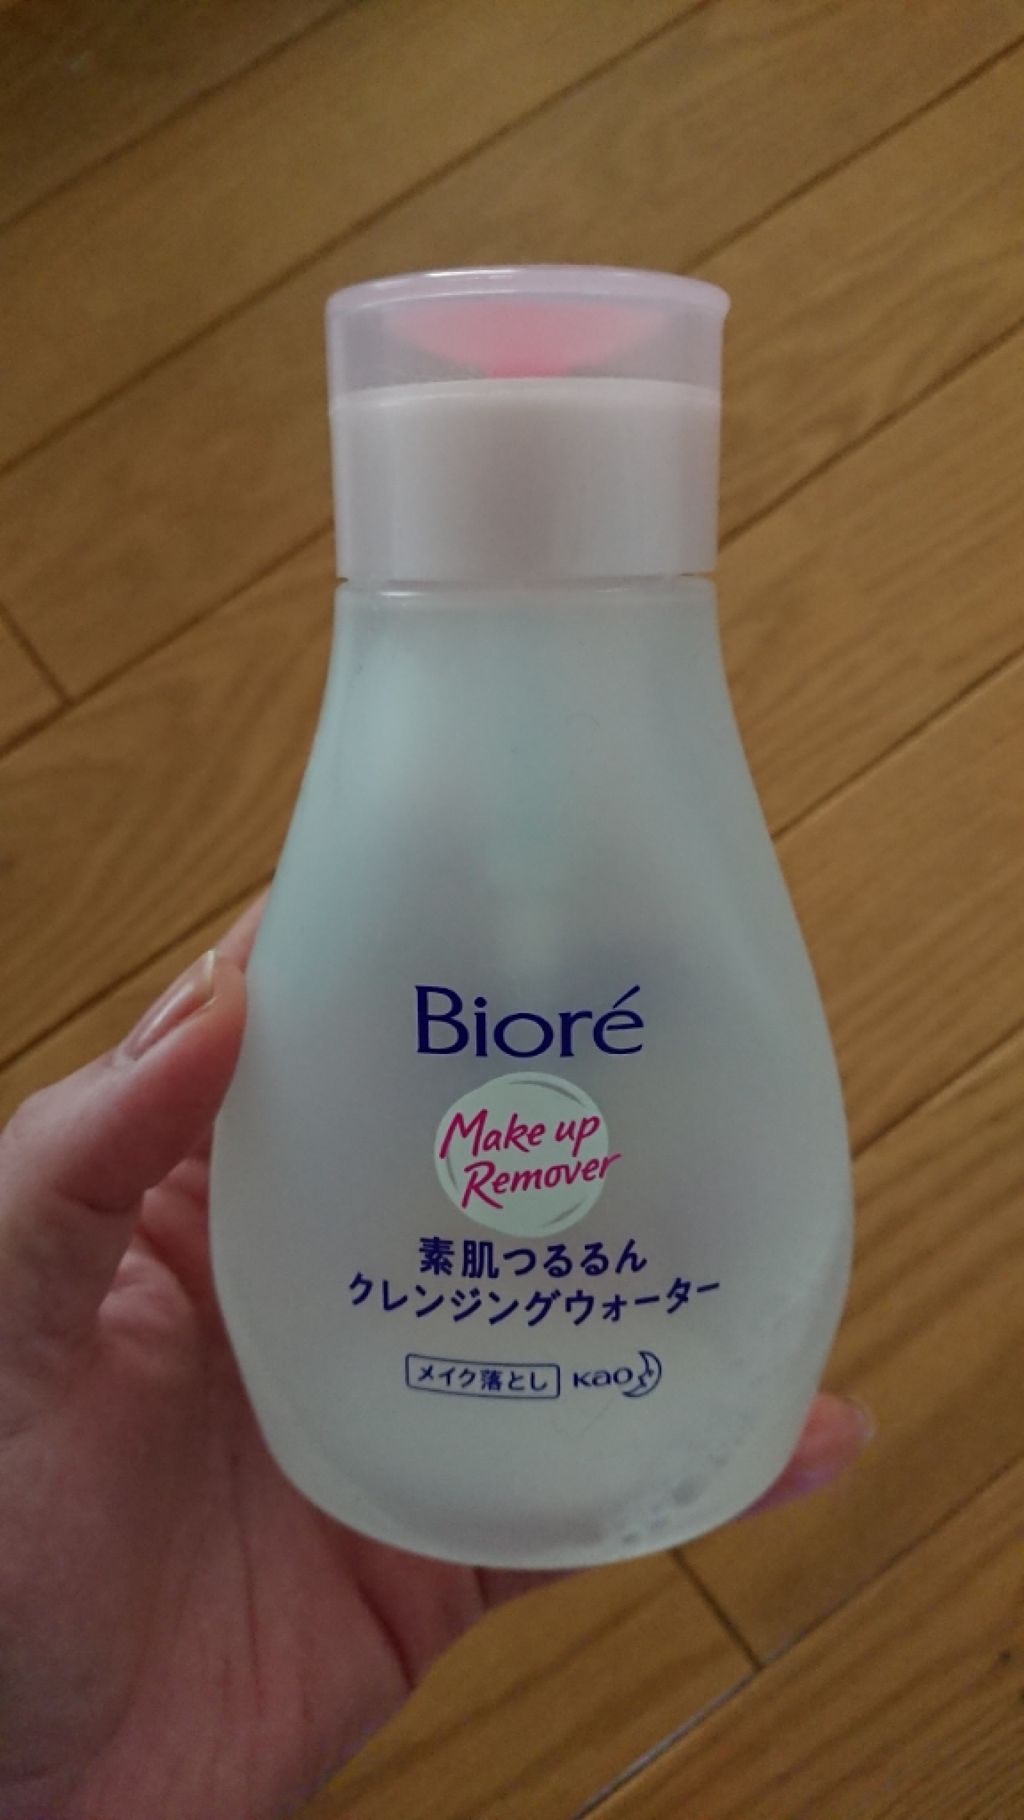 Bioré
Make up
Remover
素肌つるるん
クレンジングウォーター
メイク落とし Kao